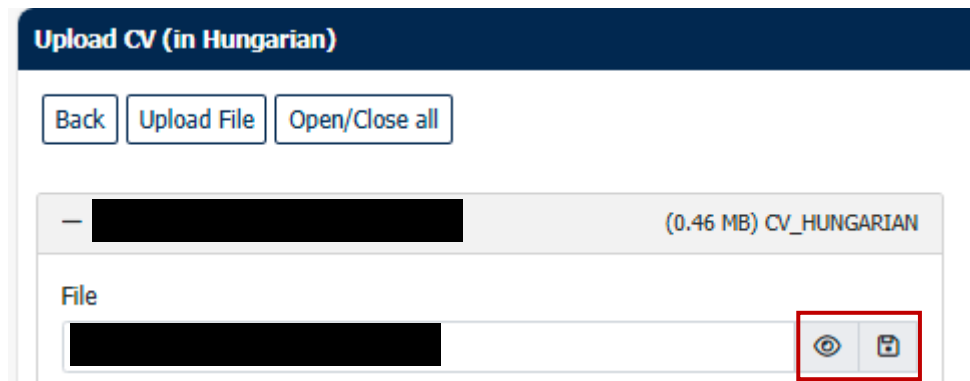 Upload CV (in Hungarian)
Back Upload File Open/Close all
(0.46 MB) CV_HUNGARIAN
File